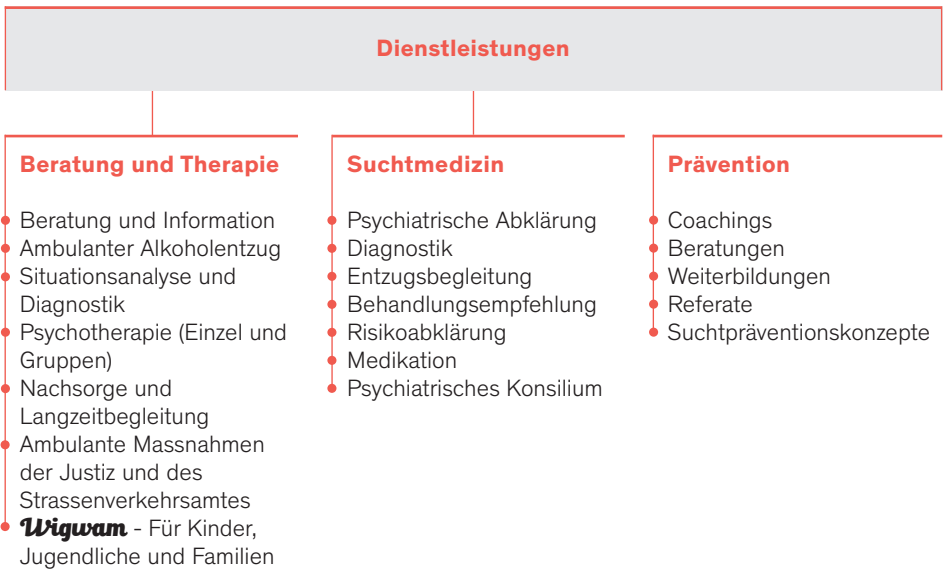 Dienstleistungen
Beratung und Therapie
Beratung und Information
Ambulanter Alkoholentzug
Situationsanalyse und
Diagnostik
Psychotherapie (Einzel und
Gruppen)
Nachsorge und
Langzeitbegleitung
Ambulante Massnahmen
der Justiz und des
Strassenverkehrsamtes
Wigwam - Für Kinder,
Jugendliche und Familien
Suchtmedizin
Psychiatrische Abklärung
Diagnostik
Entzugsbegleitung
Behandlungsempfehlung
Risikoabklärung
Medikation
Psychiatrisches Konsilium
Prävention
Coachings
Beratungen
Weiterbildungen
Referate
Suchtpräventionskonzepte